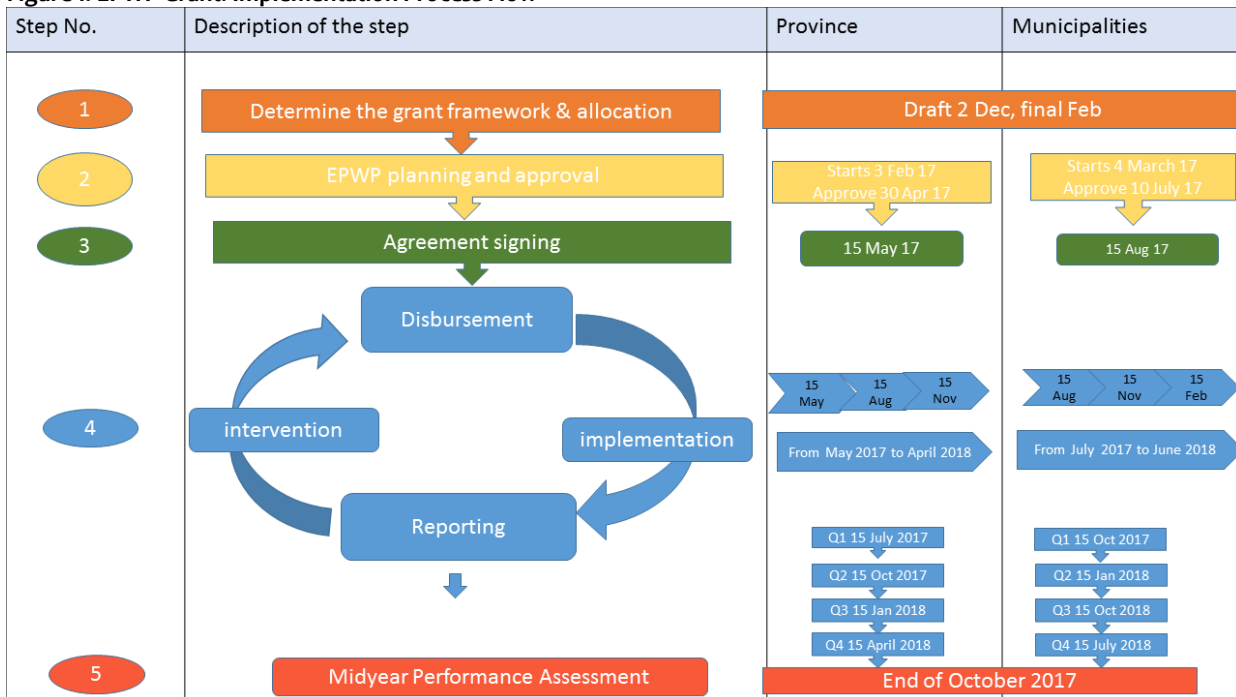 Step No.
Description of the step
Province
Municipalities
1
Determine the grant framework & allocation
Draft 2 Dec, final Feb
2
EPWP planning and approval
Starts 3 Feb 17
Approve 30 Apr 17
Starts 4 March 17
Approve 10 July 17
3
Agreement signing
15 May 17
15 Aug 17
4
Disbursement
implementation
Reporting
intervention
15
May
15
Aug
15
Nov
15
Aug
15
Nov
15
Feb
From May 2017 to April 2018
From July 2017 to June 2018
Q1 15 July 2017
Q2 15 Oct 2017
Q3 15 Jan 2018
Q4 15 April 2018
Q1 15 Oct 2017
Q2 15 Jan 2018
Q3 15 Oct 2018
Q4 15 July 2018
5
Midyear Performance Assessment
End of October 2017